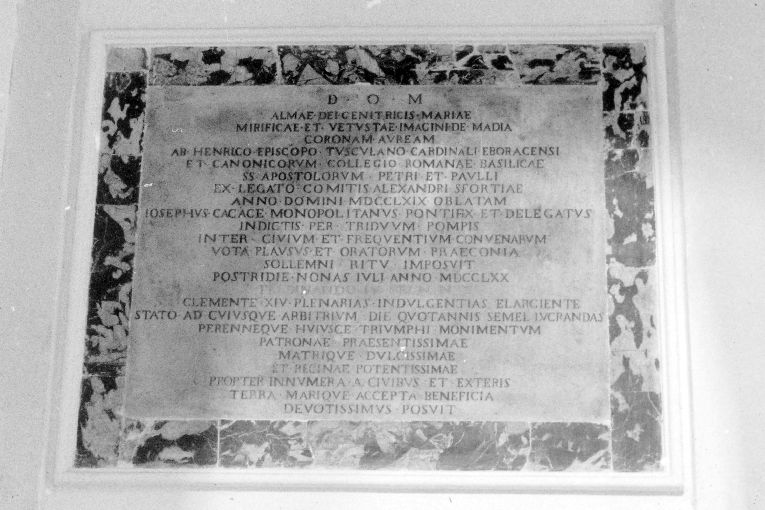 D · O · M
ALMAE · DEI · GENITRICIS · MARIAE
MIRIFICAE · ET · VETVSTAE · IMAGINI · DE · MADIA
CORONAM · AVREAM
AB · HENRICO · EPISCOPO · TVSCVLANO · CARDINALI · EBORACENSI
ET · CANONICORVM · COLLEGIO · ROMANAE · BASILICAE
SS · APOSTOLORVM · PETRI · ET · PAVLLI
EX · LEGATO · COMITIS · ALEXANDRI · SFORTIAE
ANNO · DOMINI · MDCCLXIX · OBLATAM
IOSEPHVS · CACACE · MONOPOLITANVS · PONTIFEX · ET · DELEGATVS
INDICTIS · PER · TRIDVVM · POMPIS
INTER · CIVIVM · ET · FREQVENTIVM · CONVENARVM
VOTA · PLAVSVS · ET · ORATORVM · PRAECONIA
SOLLEMNI · RITV · IMPOSVIT
POSTRIDIE · NONAS · IVLI · ANNO · MDCCLXX
CLEMENTE · XIV · PLENARIAS · INDVLGENTIAS · ELARGIENTE
STATO · AD · CVIVSQVE · ARBITRIVM · DIE · QVOTANNIS · SEMEL · LVCRANDAS
PERENNEQVE · HVIVSCE · TRIVMPHI · MONIMENTVM
PATRONAE · PRAESENTISSIMAE
MATRIQVE · DVLCISSIMAE
ET · REGINAE · POTENTISSIMAE
PROPTER · INNVMERA · A · CIVIBVS · ET · EXTERIS
TERRA · MARIQVE · ACCEPTA · BENEFICIA
DEVOTISSIMVS · POSVIT